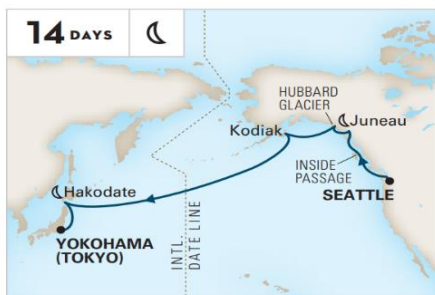 14 DAYS
HUBBARD
GLACIER
Juneau
Kodiak
INSIDE
PASSAGE
SEATTLE
Hakodate
YOKOHAMA
(TOKYO)
INTL.
DATE LINE